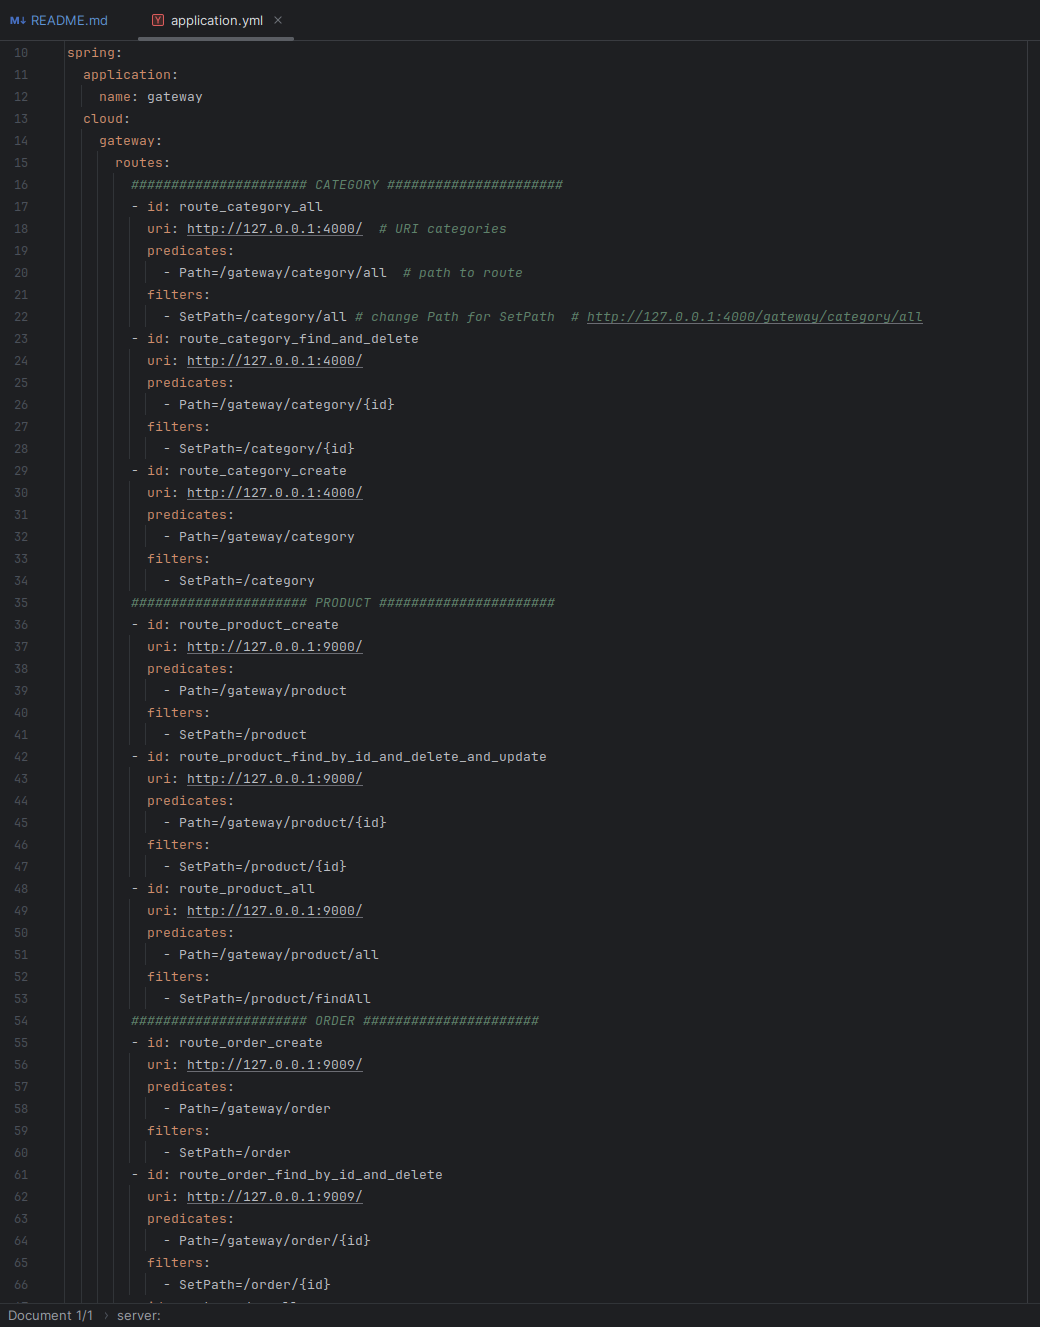 README.md
application.yml
10 spring:
11 application:
12 name: gateway
13 cloud:
14 gateway:
15 routes:
16 ###################### CATEGORY ######################
17 - id: route_category_all
18 uri: http://127.0.0.1:4000/  # URI categories
19 predicates:
20 - Path=/gateway/category/all  # path to route
21 filters:
22 - SetPath=/category/all # change Path for SetPath  # http://127.0.0.1:4000/gateway/category/all
23 - id: route_category_find_and_delete
24 uri: http://127.0.0.1:4000/
25 predicates:
26 - Path=/gateway/category/{id}
27 filters:
28 - SetPath=/category/{id}
29 - id: route_category_create
30 uri: http://127.0.0.1:4000/
31 predicates:
32 - Path=/gateway/category
33 filters:
34 - SetPath=/category
35 ###################### PRODUCT ######################
36 - id: route_product_create
37 uri: http://127.0.0.1:9000/
38 predicates:
39 - Path=/gateway/product
40 filters:
41 - SetPath=/product
42 - id: route_product_find_by_id_and_delete_and_update
43 uri: http://127.0.0.1:9000/
44 predicates:
45 - Path=/gateway/product/{id}
46 filters:
47 - SetPath=/product/{id}
48 - id: route_product_all
49 uri: http://127.0.0.1:9000/
50 predicates:
51 - Path=/gateway/product/all
52 filters:
53 - SetPath=/product/findAll
54 ###################### ORDER ######################
55 - id: route_order_create
56 uri: http://127.0.0.1:9009/
57 predicates:
58 - Path=/gateway/order
59 filters:
60 - SetPath=/order
61 - id: route_order_find_by_id_and_delete
62 uri: http://127.0.0.1:9009/
63 predicates:
64 - Path=/gateway/order/{id}
65 filters:
66 - SetPath=/order/{id}
Document 1/1 › server: